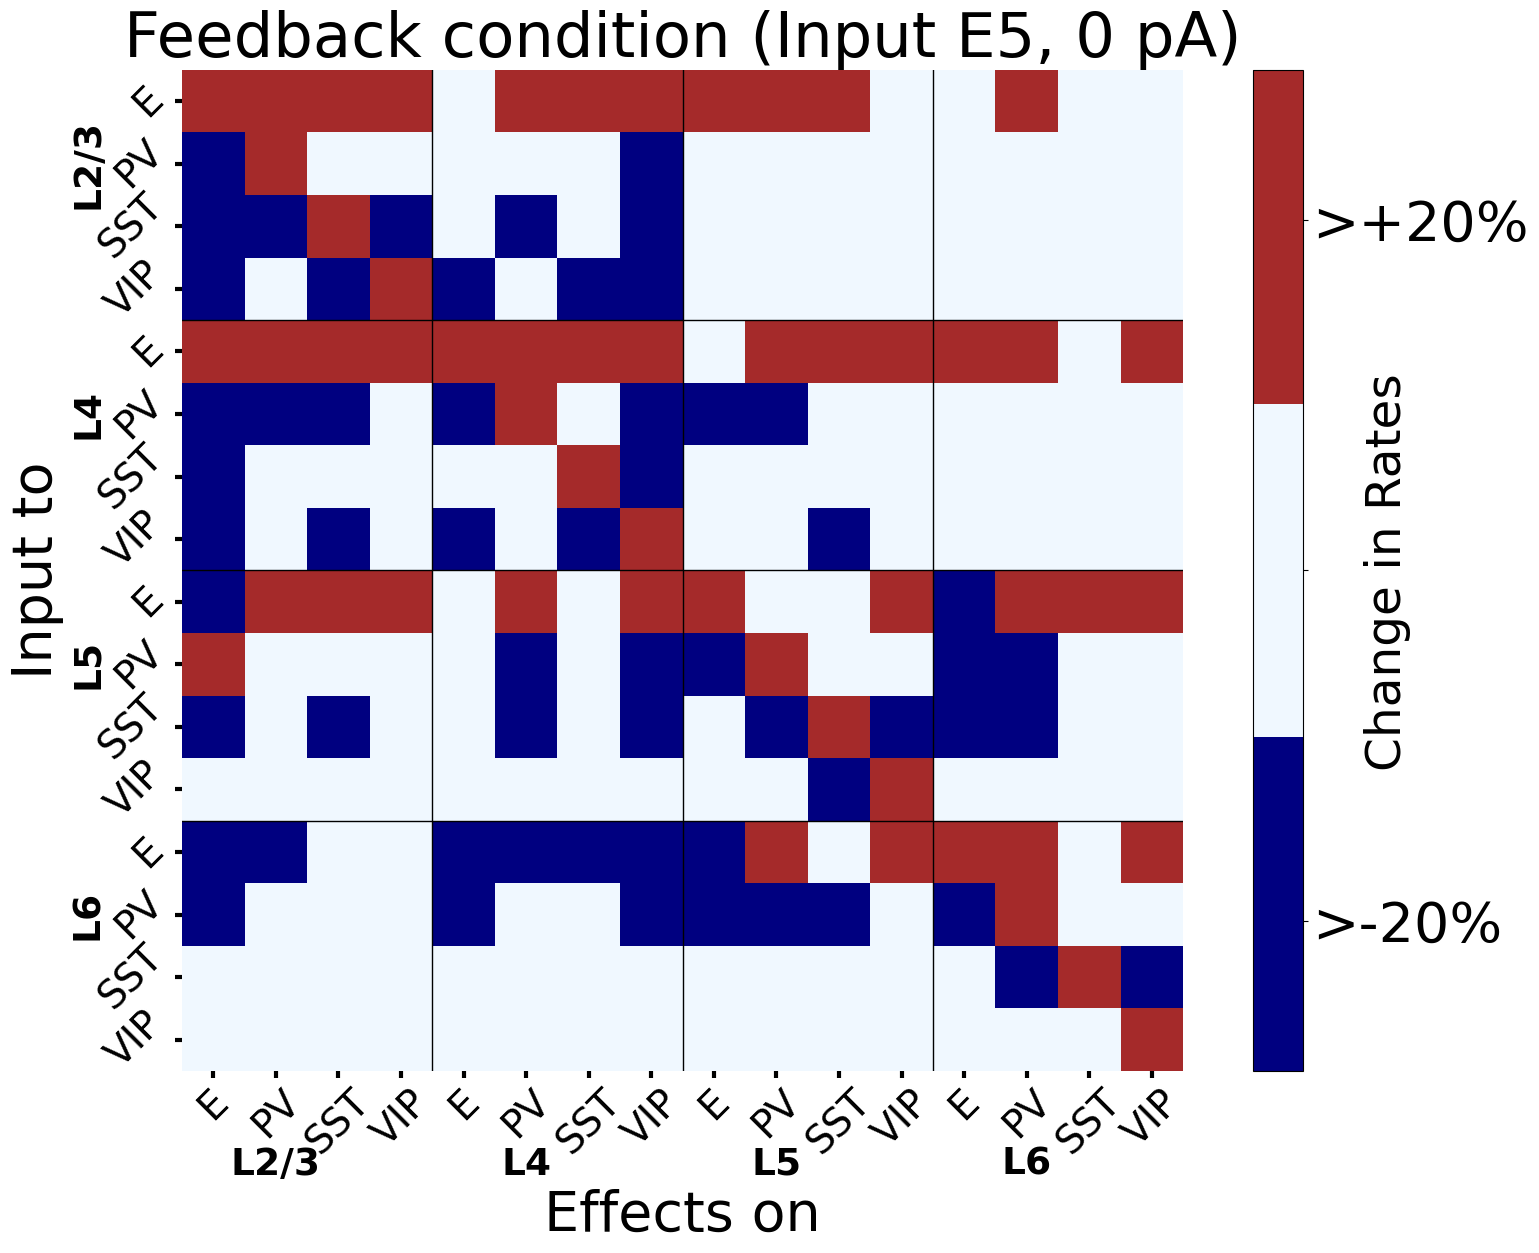 Feedback condition (Input E5, 0 pA)
Input to
L2/3
E
PV
SST
VIP
L4
E
PV
SST
VIP
L5
E
PV
SST
VIP
L6
E
PV
SST
VIP
E PV SST VIP E PV SST VIP E PV SST VIP E PV SST VIP
L2/3 L4 L5 L6
Effects on
>+20%
>-20%
Change in Rates